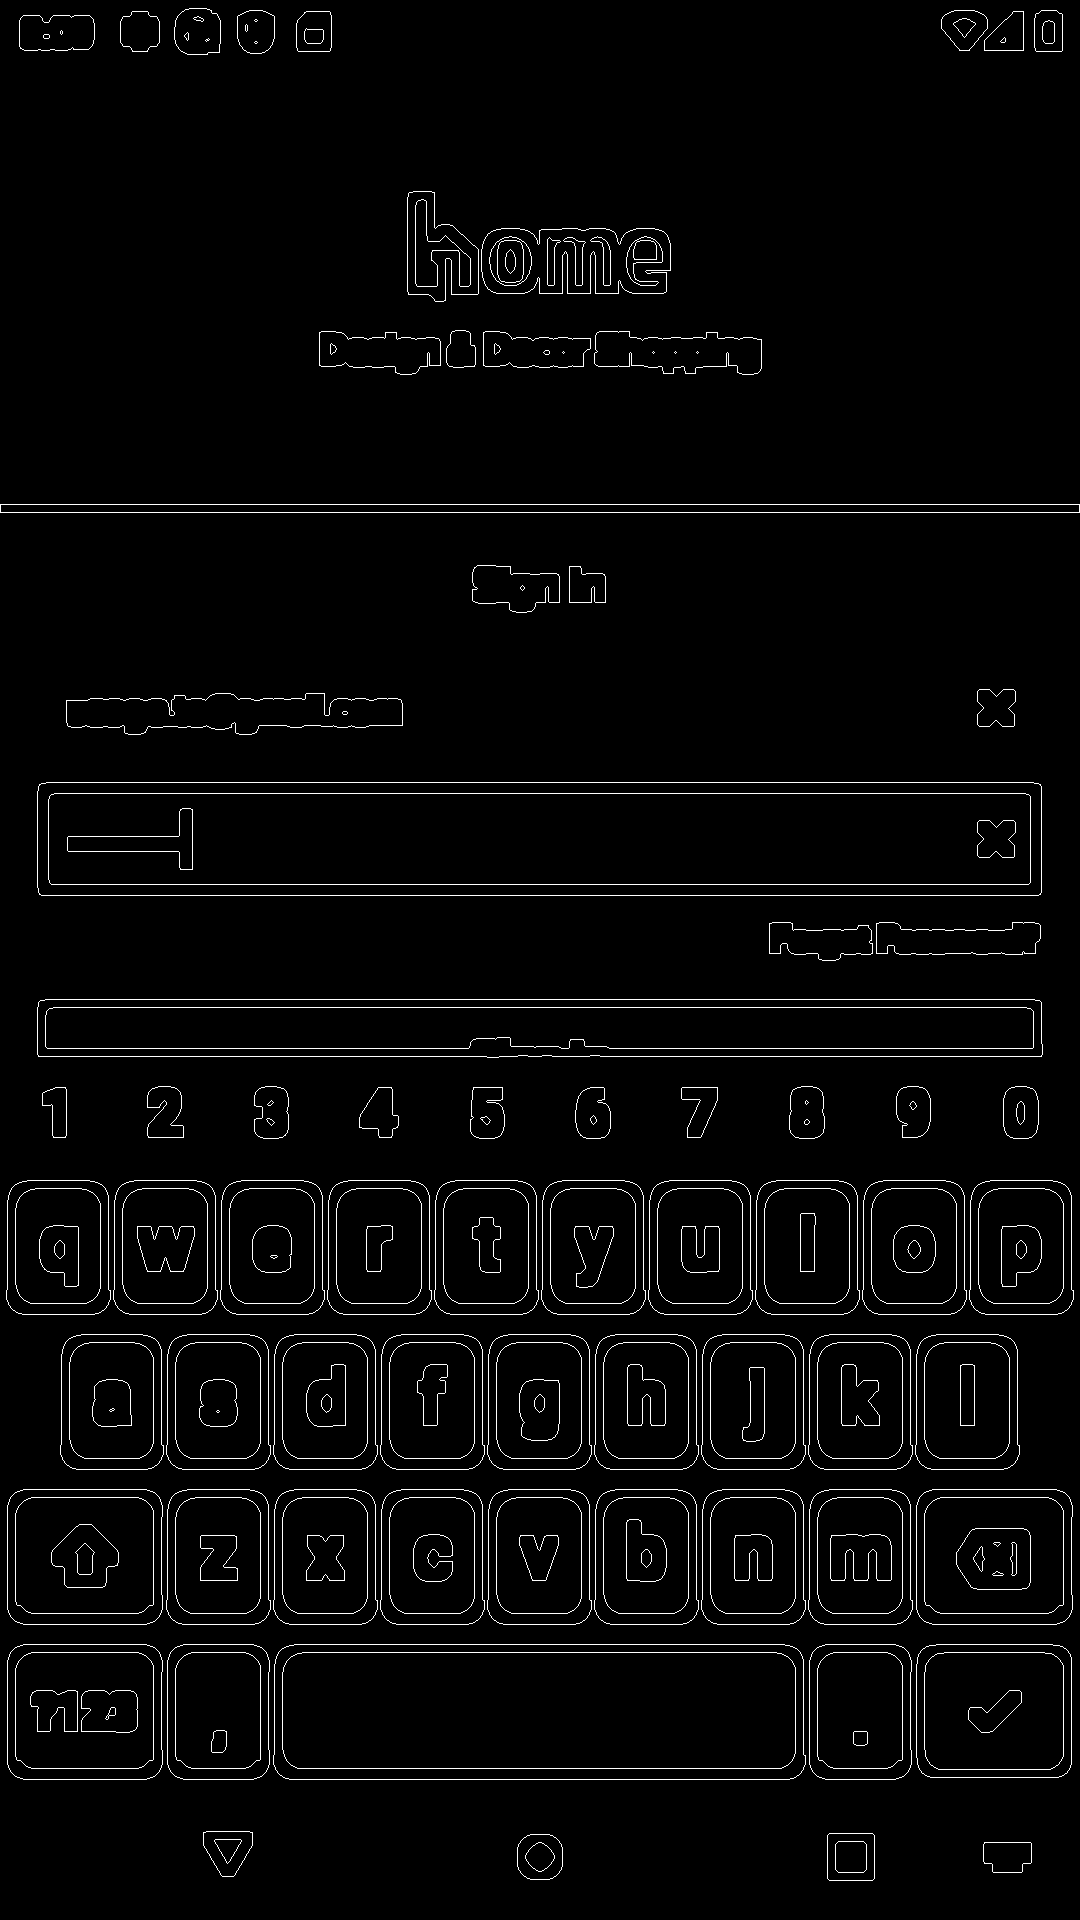 home
Design & Decor Shopping
Sign In
Forgot Password?
1 2 3 4 5 6 7 8 9 0
q w e r t y u i o p
a s d f g h j k l
z x c v b n m
?123 , .